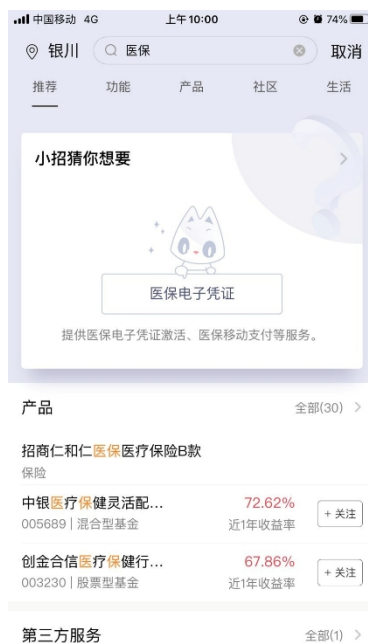 中国移动 4G 上午10:00 74%
银川 医保 取消
推荐 功能 产品 社区 生活
小招猜你想要
医保电子凭证
提供医保电子凭证激活、医保移动支付等服务。
产品 全部(30)
招商仁和仁医保医疗保险B款
保险
中银医疗保健灵活配... 72.62% +关注
005689 | 混合型基金 近1年收益率
创金合信医疗保健行... 67.86% +关注
003230 | 股票型基金 近1年收益率
第三方服务 全部(1)